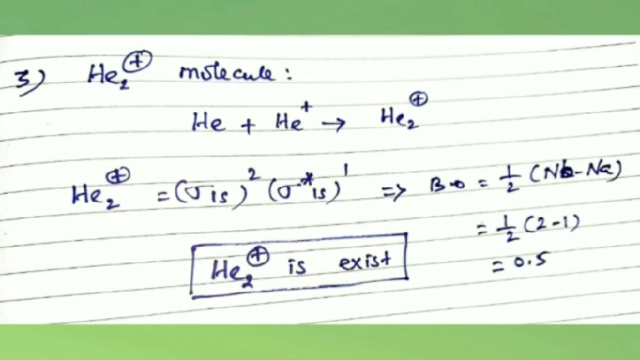 3) He₂⊕ molecule:
He + He⁺ → He₂⊕
He₂⊕ = (σ1s)² (σ*1s)¹ => B.O = 1/2 (Nb-Na)
= 1/2 (2-1)
= 0.5
He₂⊕ is exist